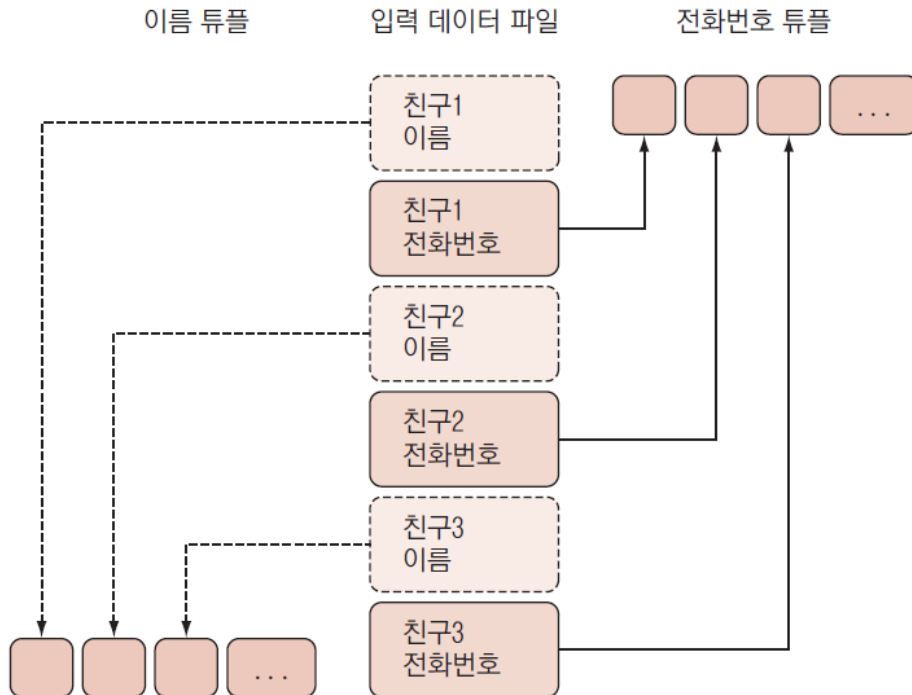 이름 튜플
입력 데이터 파일
전화번호 튜플
친구1
이름
...
친구1
전화번호
친구2
이름
친구2
전화번호
친구3
이름
친구3
전화번호
...